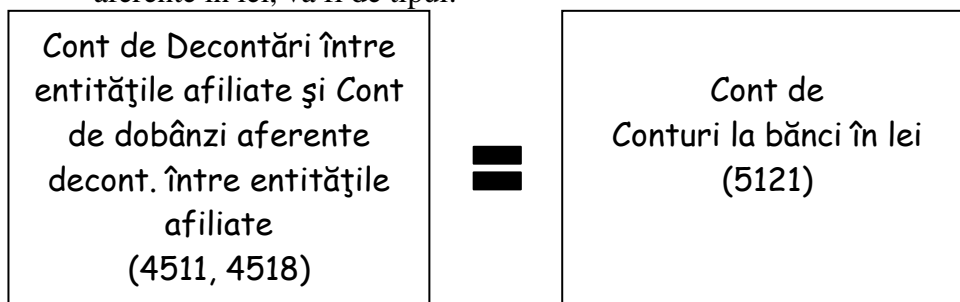 aferente în lei, va fi de tipul:
Cont de Decontări între
entităţile afiliate şi Cont
de dobânzi aferente
decont. între entităţile
afiliate
(4511, 4518)
=
Cont de
Conturi la bănci în lei
(5121)